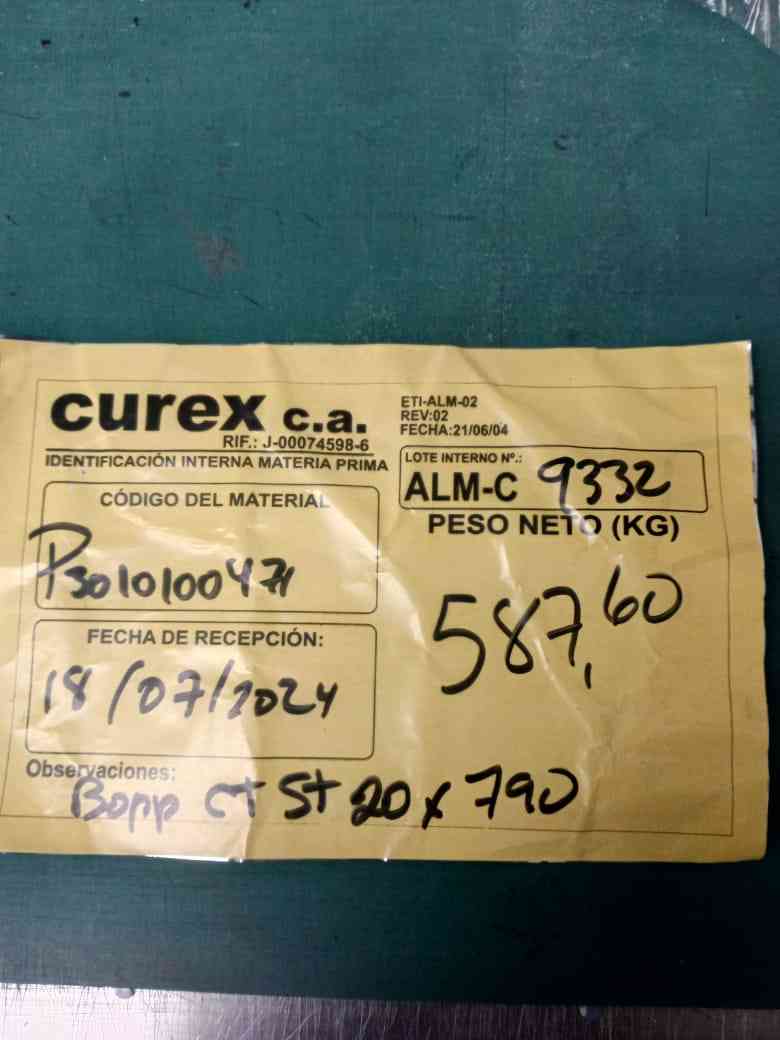 curex c.a.
RIF.: J-00074598-6
IDENTIFICACIÓN INTERNA MATERIA PRIMA
ETI-ALM-02
REV:02
FECHA:21/06/04
LOTE INTERNO Nº.:
ALM-C 9332
CÓDIGO DEL MATERIAL
P3010100471
PESO NETO (KG)
587,60
FECHA DE RECEPCIÓN:
18/07/2024
Observaciones:
Bopp CT ST 20 x 790